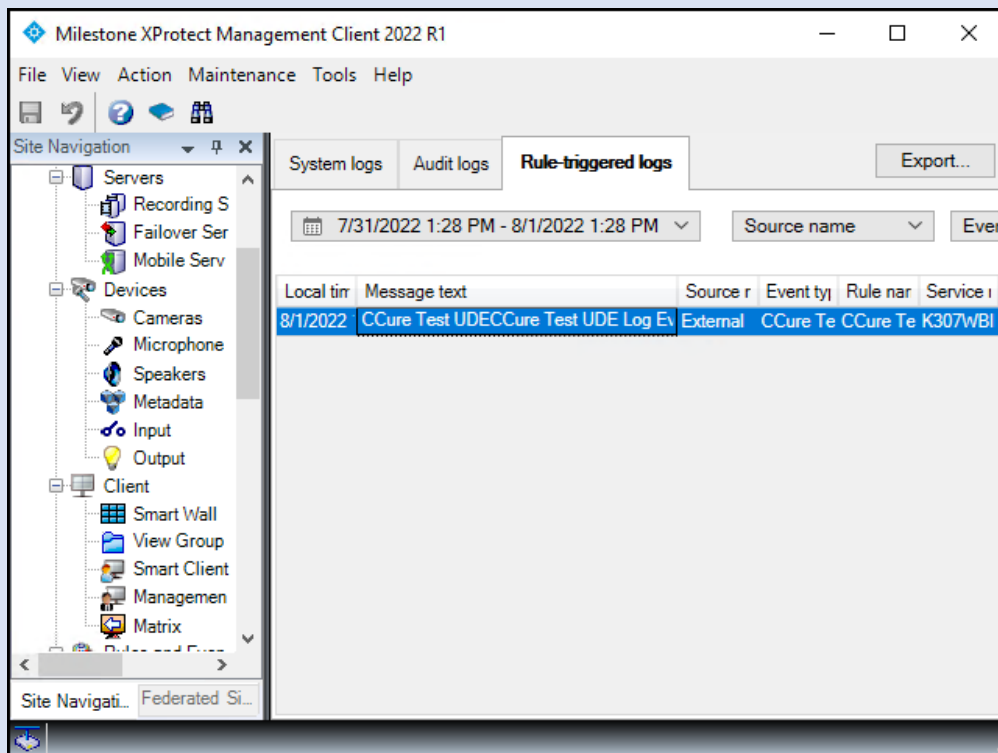 Milestone XProtect Management Client 2022 R1
File View Action Maintenance Tools Help
Site Navigation
Servers
Recording S
Failover Ser
Mobile Serv
Devices
Cameras
Microphone
Speakers
Metadata
Input
Output
Client
Smart Wall
View Group
Smart Client
Managemen
Matrix
Rules and Even
Site Navigati... Federated Si...
System logs Audit logs Rule-triggered logs Export...
7/31/2022 1:28 PM - 8/1/2022 1:28 PM Source name Even
Local tim Message text Source r Event typ Rule nar Service i
8/1/2022 CCure Test UDECCure Test UDE Log Ev External CCure Te CCure Te K307WBI